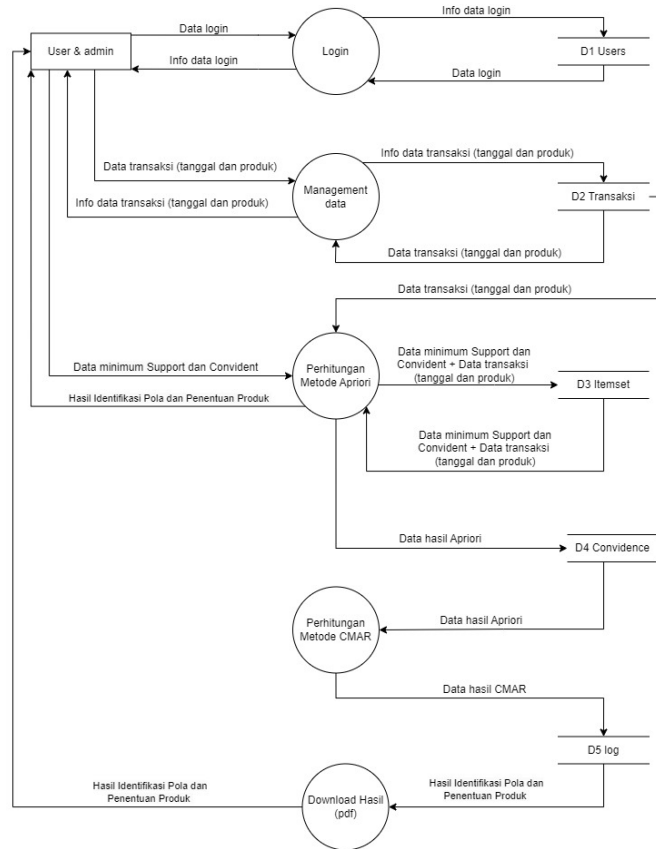 Info data login
Data login
User & admin
Login
D1 Users
Info data login
Data login
Info data transaksi (tanggal dan produk)
Data transaksi (tanggal dan produk)
Management
data
D2 Transaksi
Info data transaksi (tanggal dan produk)
Data transaksi (tanggal dan produk)
Data transaksi (tanggal dan produk)
Data minimum Support dan
Convident + Data transaksi
(tanggal dan produk)
Data minimum Support dan Convident
Perhitungan
Metode Apriori
D3 Itemset
Hasil Identifikasi Pola dan Penentuan Produk
Data minimum Support dan
Convident + Data transaksi
(tanggal dan produk)
Data hasil Apriori
D4 Convidence
Perhitungan
Metode CMAR
Data hasil Apriori
Data hasil CMAR
D5 log
Hasil Identifikasi Pola dan
Penentuan Produk
Download Hasil
(pdf)
Hasil Identifikasi Pola dan
Penentuan Produk